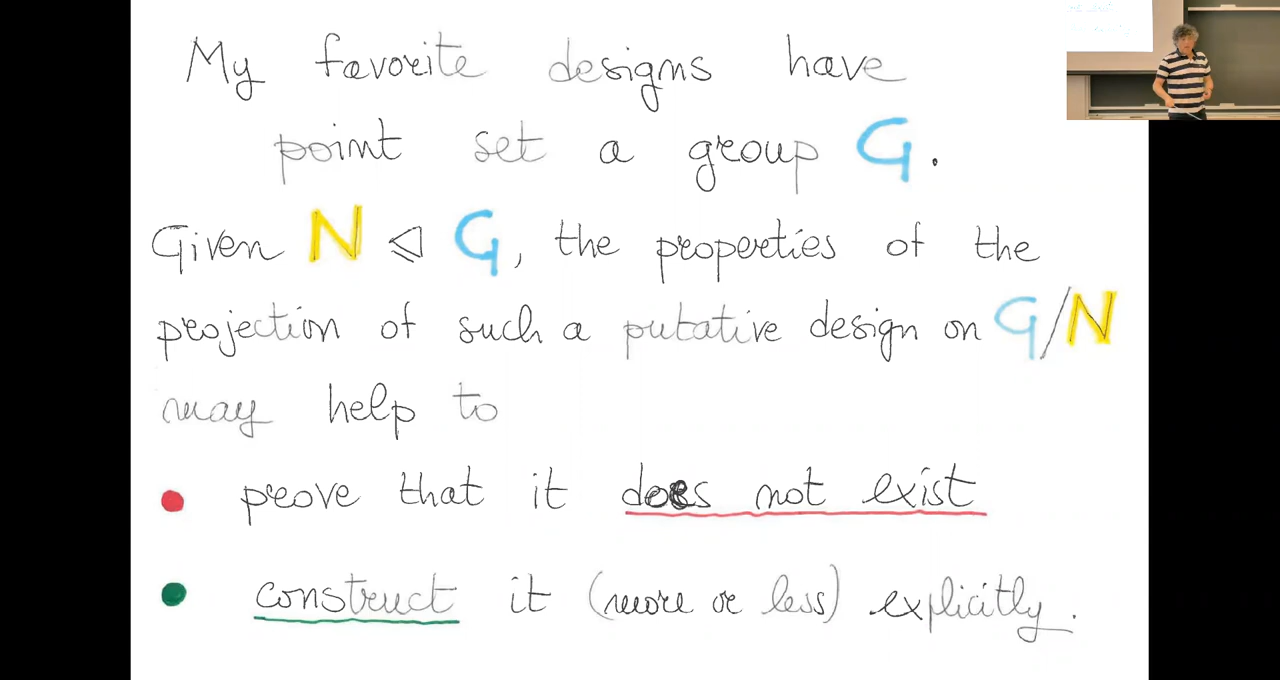 My favorite designs have
point set a group G.
Given N ◁ G, the properties of the
projection of such a putative design on G/N
may help to
• prove that it does not exist
• construct it (more or less) explicitly.